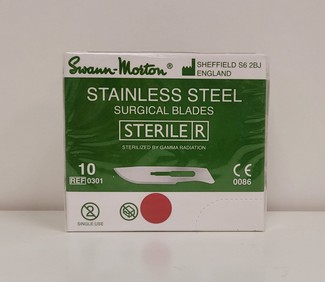 Swann-Morton®
SHEFFIELD S6 2BJ
ENGLAND
STAINLESS STEEL
SURGICAL BLADES
STERILE R
STERILIZED BY GAMMA RADIATION
10
REF 0301
CE
0086
2
SINGLE USE